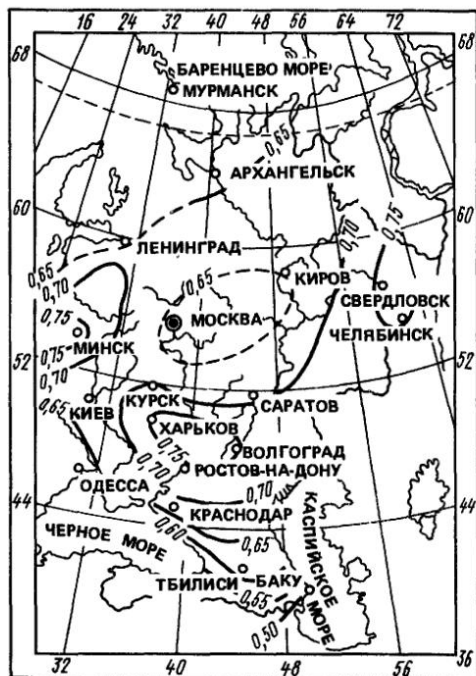 16 24 32 40 48 56 64 72
68 68
БАРЕНЦЕВО МОРЕ
МУРМАНСК
0,65
АРХАНГЕЛЬСК
60 60
0,75
0,70
ЛЕНИНГРАД
0,65
0,70
0,65
КИРОВ
СВЕРДЛОВСК
0,75
МОСКВА
ЧЕЛЯБИНСК
МИНСК
0,75
52 52
0,70
КИЕВ
КУРСК
САРАТОВ
0,65
ХАРЬКОВ
0,75
ВОЛГОГРАД
0,70
РОСТОВ-НА-ДОНУ
ОДЕССА
0,70
44 44
КРАСНОДАР
ЧЕРНОЕ МОРЕ
0,60
0,65
КАСПИЙСКОЕ МОРЕ
ТБИЛИСИ
БАКУ
0,55
0,50
36
32 40 48 56